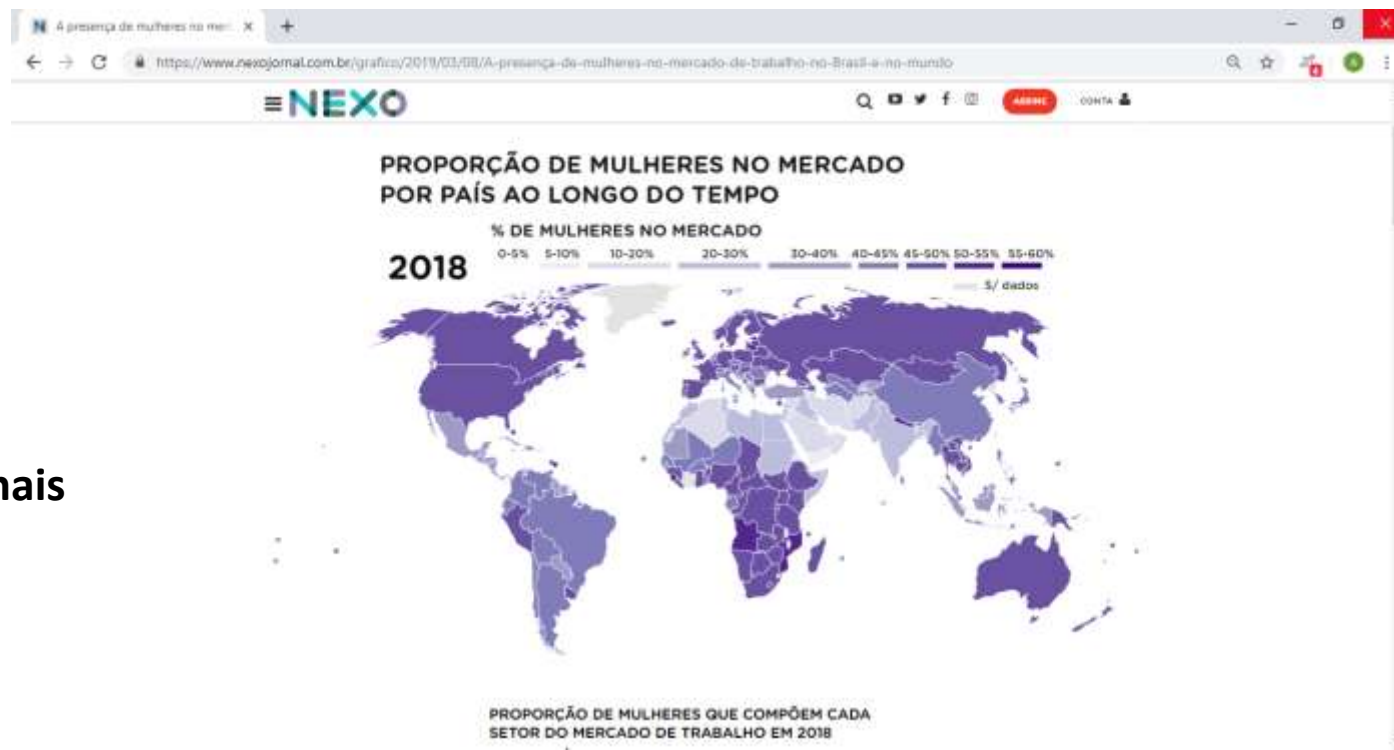 A presença de mulheres no mer
https://www.nexojornal.com.br/grafico/2019/03/08/A-presença-de-mulheres-no-mercado-de-trabalho-no-Brasil-e-no-mundo
NEXO
ASSINE
CONTA
PROPORÇÃO DE MULHERES NO MERCADO
POR PAÍS AO LONGO DO TEMPO
% DE MULHERES NO MERCADO
2018
0-5% 5-10% 10-20% 20-30% 30-40% 40-45% 45-50% 50-55% 55-60%
S/ dados
nais
PROPORÇÃO DE MULHERES QUE COMPÕEM CADA
SETOR DO MERCADO DE TRABALHO EM 2018